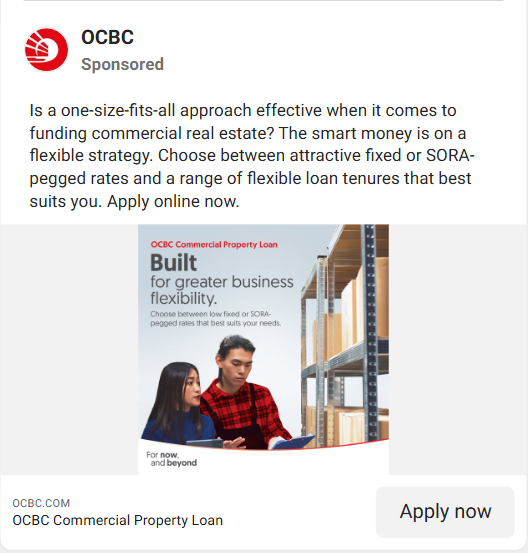 OCBC
Sponsored
Is a one-size-fits-all approach effective when it comes to
funding commercial real estate? The smart money is on a
flexible strategy. Choose between attractive fixed or SORA-
pegged rates and a range of flexible loan tenures that best
suits you. Apply online now.
OCBC Commercial Property Loan
Built
for greater business
flexibility.
Choose between low fixed or SORA-
pegged rates that best suits your needs.
For now,
and beyond
OCBC.COM
OCBC Commercial Property Loan
Apply now